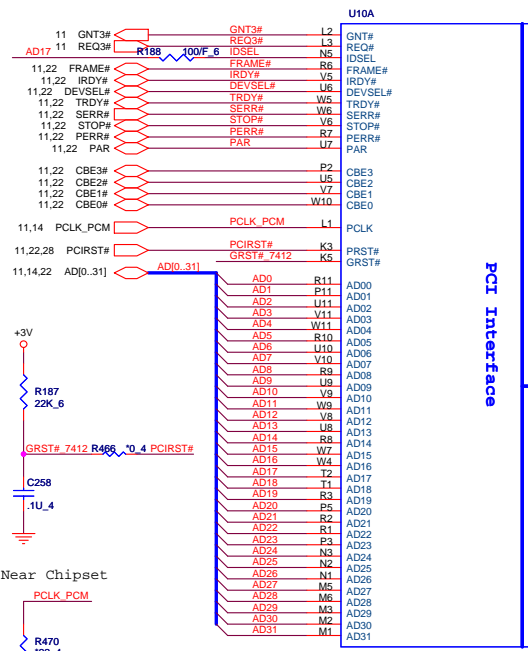 U10A
11 GNT3# GNT3# L2 GNT#
11 REQ3# REQ3# L3 REQ#
AD17 R188 100/F_6 IDSEL N5 IDSEL
11,22 FRAME# FRAME# R6 FRAME#
11,22 IRDY# IRDY# V5 IRDY#
11,22 DEVSEL# DEVSEL# U6 DEVSEL#
11,22 TRDY# TRDY# W5 TRDY#
11,22 SERR# SERR# W6 SERR#
11,22 STOP# STOP# V6 STOP#
11,22 PERR# PERR# R7 PERR#
11,22 PAR PAR U7 PAR
11,22 CBE3# P2 CBE3
11,22 CBE2# U5 CBE2
11,22 CBE1# V7 CBE1
11,22 CBE0# W10 CBE0
11,14 PCLK_PCM PCLK_PCM L1 PCLK
11,22,28 PCIRST# PCIRST# K3 PRST#
GRST#_7412 K5 GRST#
11,14,22 AD[0..31] AD[0..31]
AD0 R11 AD00
AD1 P11 AD01
AD2 U11 AD02
AD3 V11 AD03
AD4 W11 AD04
AD5 R10 AD05
AD6 U10 AD06
AD7 V10 AD07
AD8 R9 AD08
AD9 U9 AD09
AD10 V9 AD10
AD11 W9 AD11
AD12 V8 AD12
AD13 U8 AD13
AD14 R8 AD14
AD15 W7 AD15
AD16 W4 AD16
AD17 T2 AD17
AD18 T1 AD18
AD19 R3 AD19
AD20 P5 AD20
AD21 R2 AD21
AD22 R1 AD22
AD23 P3 AD23
AD24 N3 AD24
AD25 N2 AD25
AD26 N1 AD26
AD27 M5 AD27
AD28 M6 AD28
AD29 M3 AD29
AD30 M2 AD30
AD31 M1 AD31
PCI Interface
+3V
R187
22K_6
GRST#_7412 R466 *0_4 PCIRST#
C258
.1U_4
Near Chipset
PCLK_PCM
R470